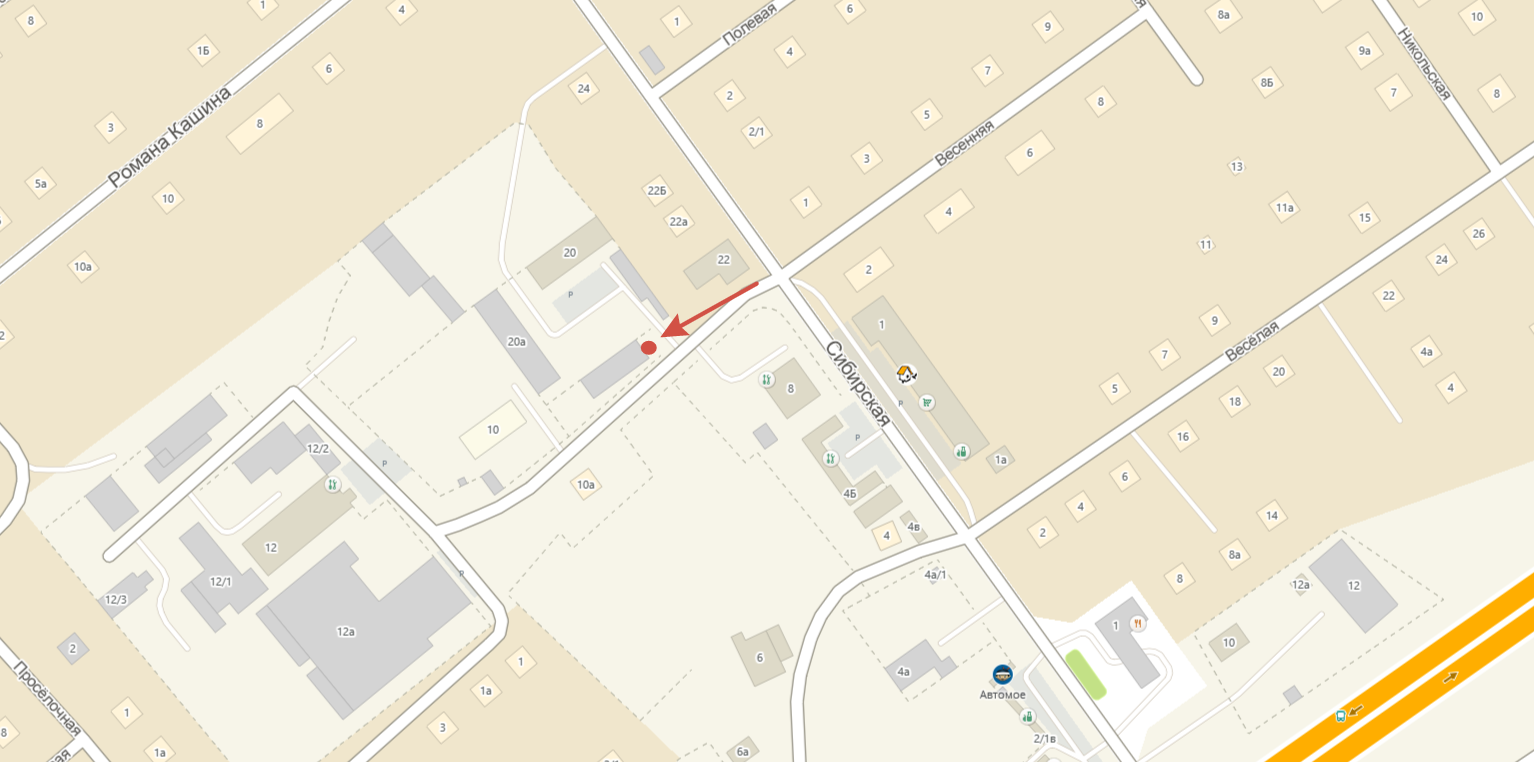 8
1
4
1Б
6
3
8
Романа Кашина
5а
10
10а
24
1
Полевая
6
4
2
2/1
9
7
5
8
3
Весенняя
6
1
4
2
8а
Никольская
10
9а
8Б
7
8
13
11а
15
11
26
24
22
22Б
22а
22
20
P
20а
10
1
Сибирская
P
8
P
4Б
4
4в
1а
4а/1
9
7
5
Весёлая
20
18
16
6
4
2
4а
4
14
8а
8
12а
12
10
12/2
P
12
12/1
12/3
12а
P
2
10а
Просёлочная
1
1а
8
1
1а
3
6
6а
4а
Автомое
2/1в
1